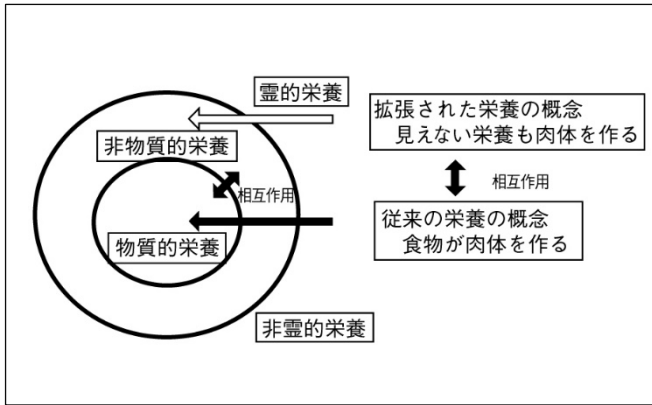 霊的栄養
拡張された栄養の概念
見えない栄養も肉体を作る
非物質的栄養
相互作用
相互作用
従来の栄養の概念
食物が肉体を作る
物質的栄養
非霊的栄養